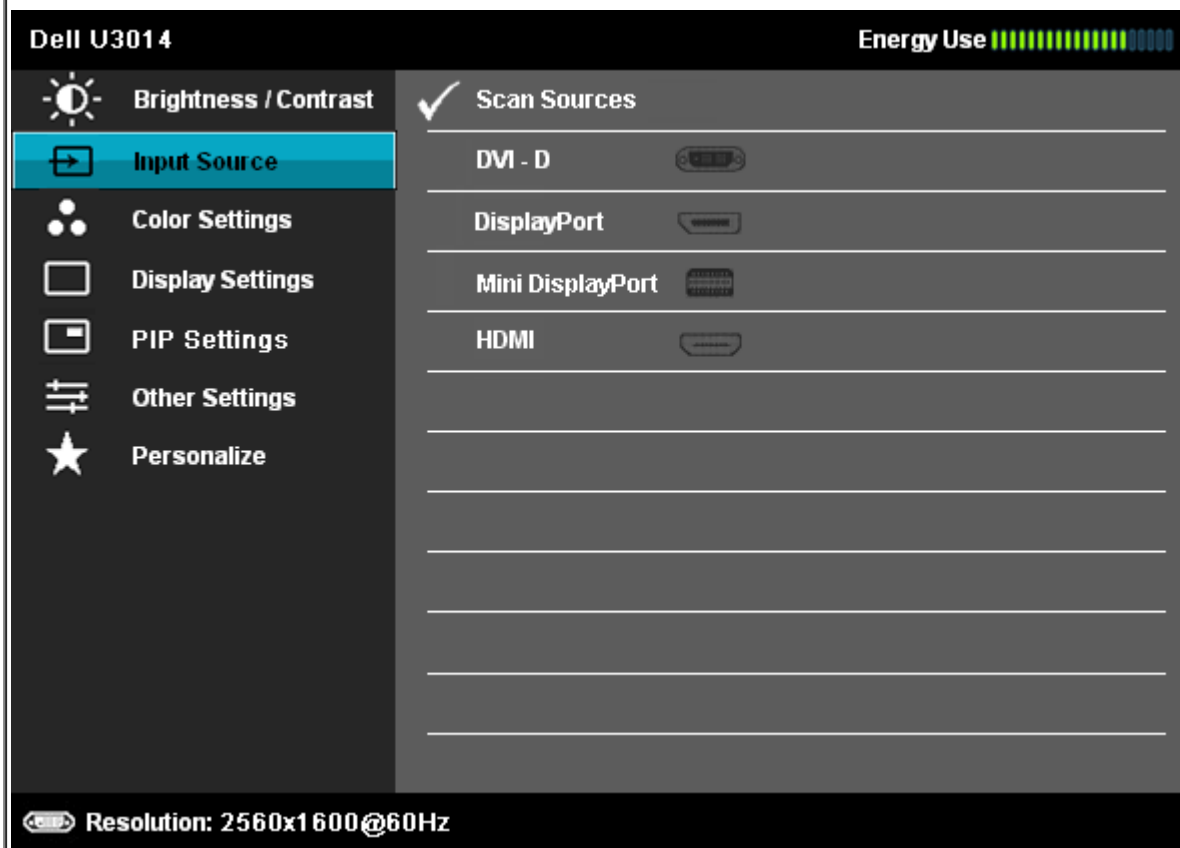 Dell U3014 Energy Use
Brightness / Contrast
Scan Sources
Input Source
DVI - D
Color Settings
DisplayPort
Display Settings
Mini DisplayPort
PIP Settings
HDMI
Other Settings
Personalize
Resolution: 2560x1600@60Hz